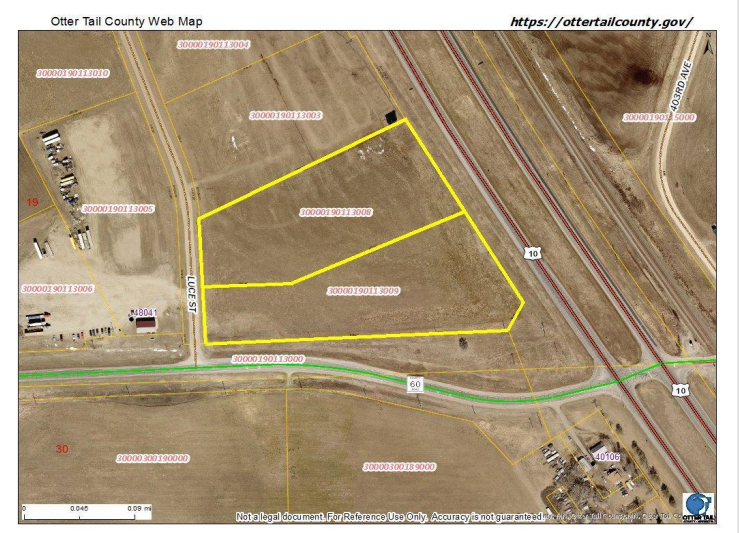 Otter Tail County Web Map
https://ottertailcounty.gov/
N
30000190113004
30000190113010
403RD AVE
30000190113003
30000190115000
19
30000190113005
30000190113008
10
LUCE ST
30000190113006
30000190113009
48041
30000190113000
60
10
30
30000300190000
30000300189000
40106
0 0.045 0.09 mi
Not a legal document. For Reference Use Only. Accuracy is not guaranteed.
OTTER TAIL